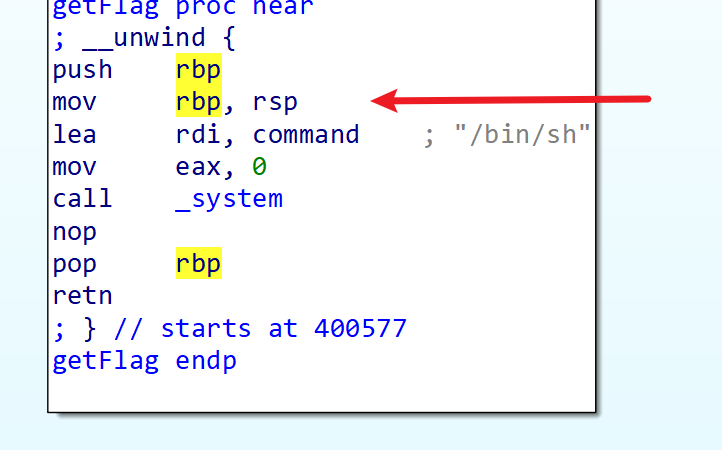 getFlag proc near
; __unwind {
push rbp
mov rbp, rsp
lea rdi, command ; "/bin/sh"
mov eax, 0
call _system
nop
pop rbp
retn
; } // starts at 400577
getFlag endp